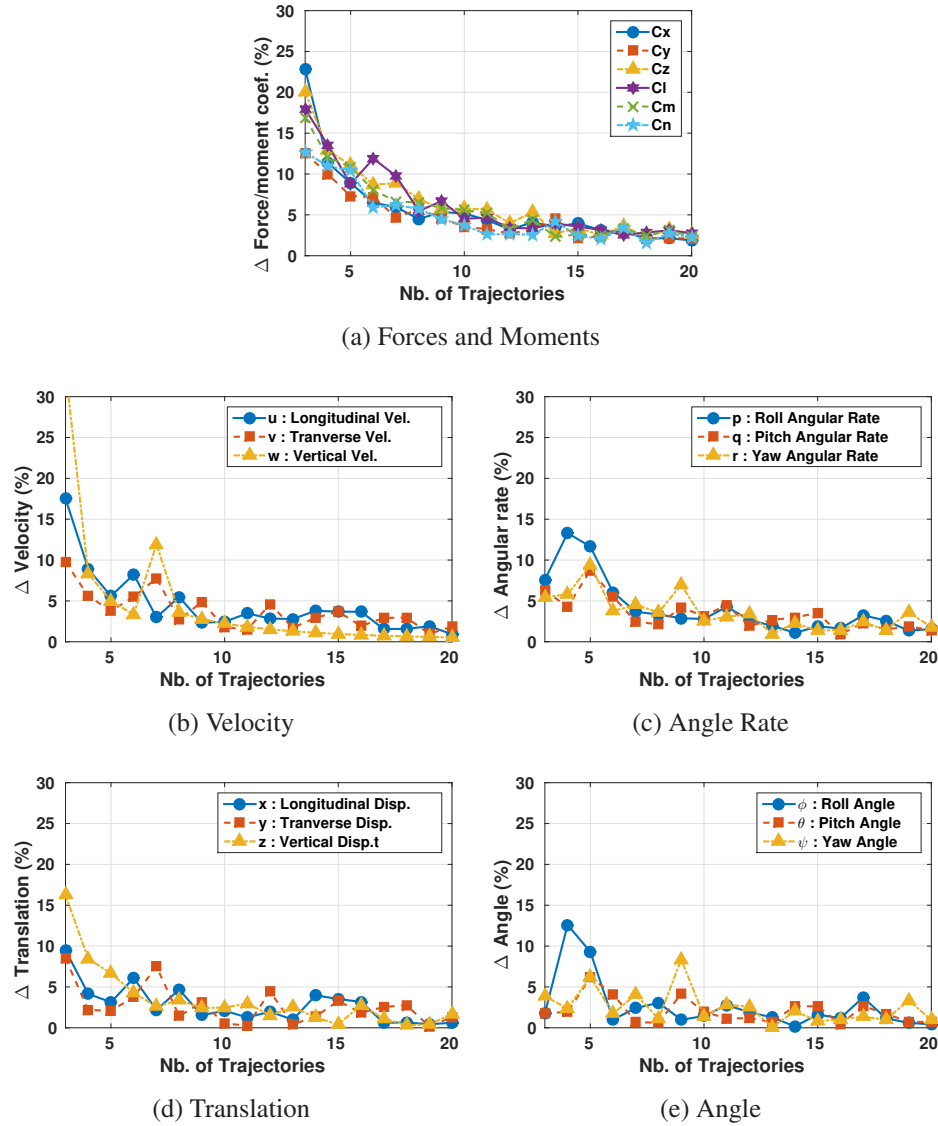 30
25
20
15
10
5
0
Δ Force/moment coef. (%)
Cx
Cy
Cz
Cl
Cm
Cn
5 10 15 20
Nb. of Trajectories
(a) Forces and Moments
30
25
20
15
10
5
0
Δ Velocity (%)
u : Longitudinal Vel.
v : Tranverse Vel.
w : Vertical Vel.
5 10 15 20
Nb. of Trajectories
(b) Velocity
30
25
20
15
10
5
0
Δ Angular rate (%)
p : Roll Angular Rate
q : Pitch Angular Rate
r : Yaw Angular Rate
5 10 15 20
Nb. of Trajectories
(c) Angle Rate
30
25
20
15
10
5
0
Δ Translation (%)
x : Longitudinal Disp.
y : Tranverse Disp.
z : Vertical Disp.t
5 10 15 20
Nb. of Trajectories
(d) Translation
30
25
20
15
10
5
0
Δ Angle (%)
ϕ : Roll Angle
θ : Pitch Angle
ψ : Yaw Angle
5 10 15 20
Nb. of Trajectories
(e) Angle